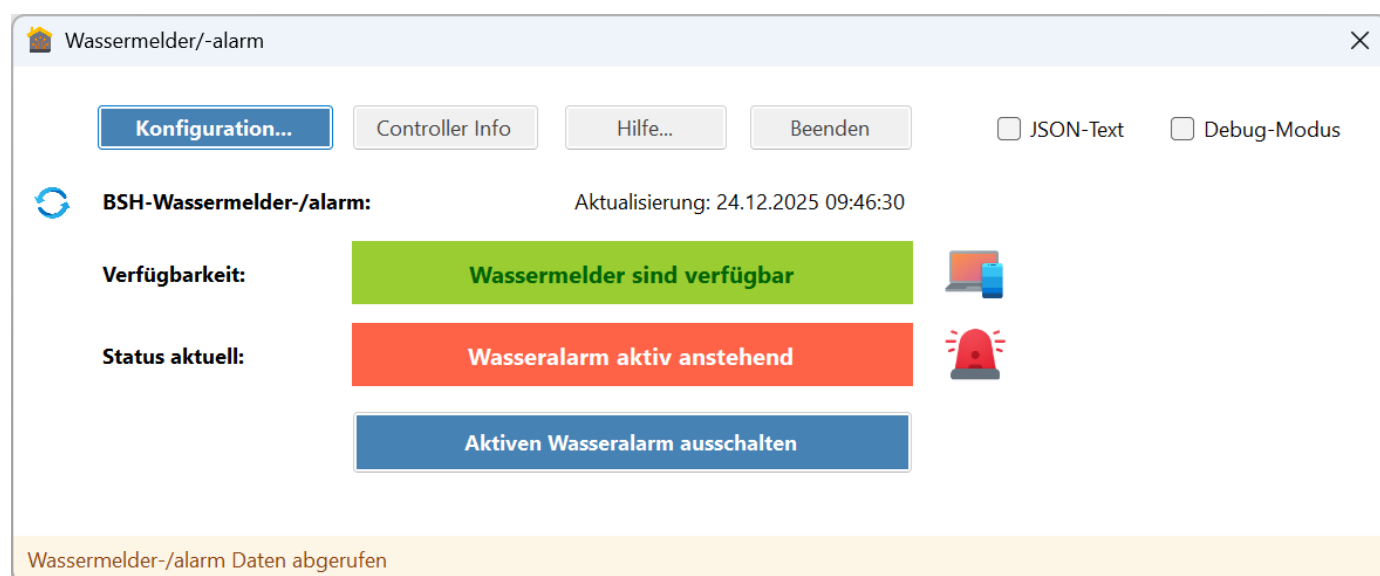 Wassermelder/-alarm
Konfiguration... Controller Info Hilfe... Beenden JSON-Text Debug-Modus
BSH-Wassermelder-/alarm: Aktualisierung: 24.12.2025 09:46:30
Verfügbarkeit: Wassermelder sind verfügbar
Status aktuell: Wasseralarm aktiv anstehend
Aktiven Wasseralarm ausschalten
Wassermelder-/alarm Daten abgerufen